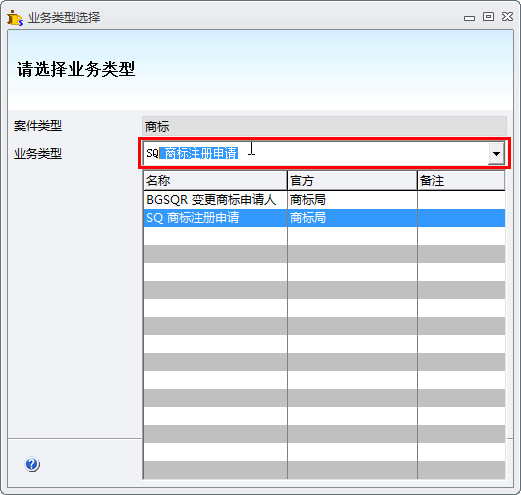 业务类型选择
请选择业务类型
案件类型 商标
业务类型 SQ 商标注册申请
名称 官方 备注
BGSQR 变更商标申请人 商标局
SQ 商标注册申请 商标局